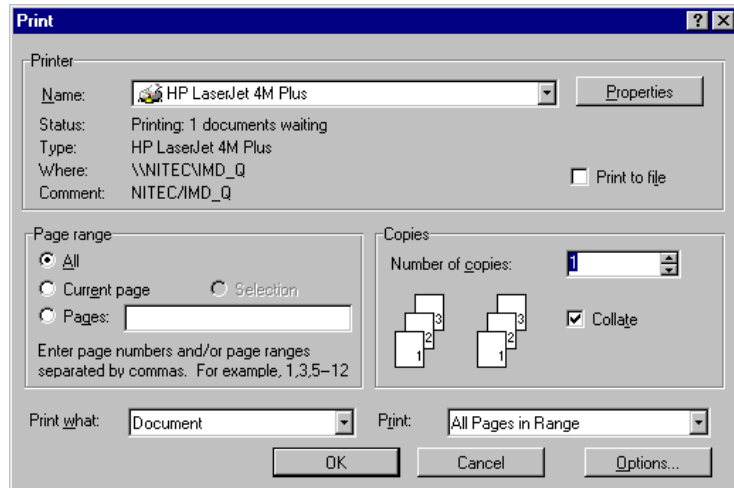 Print
Printer
Name: HP LaserJet 4M Plus Properties
Status: Printing: 1 documents waiting
Type: HP LaserJet 4M Plus
Where: \\NITEC\IMD_Q Print to file
Comment: NITEC/IMD_Q
Page range Copies
All Number of copies: 1
Current page Selection
Pages: Collate
1 2 3 1 2 3
Enter page numbers and/or page ranges
separated by commas. For example, 1,3,5–12
Print what: Document Print: All Pages in Range
OK Cancel Options...